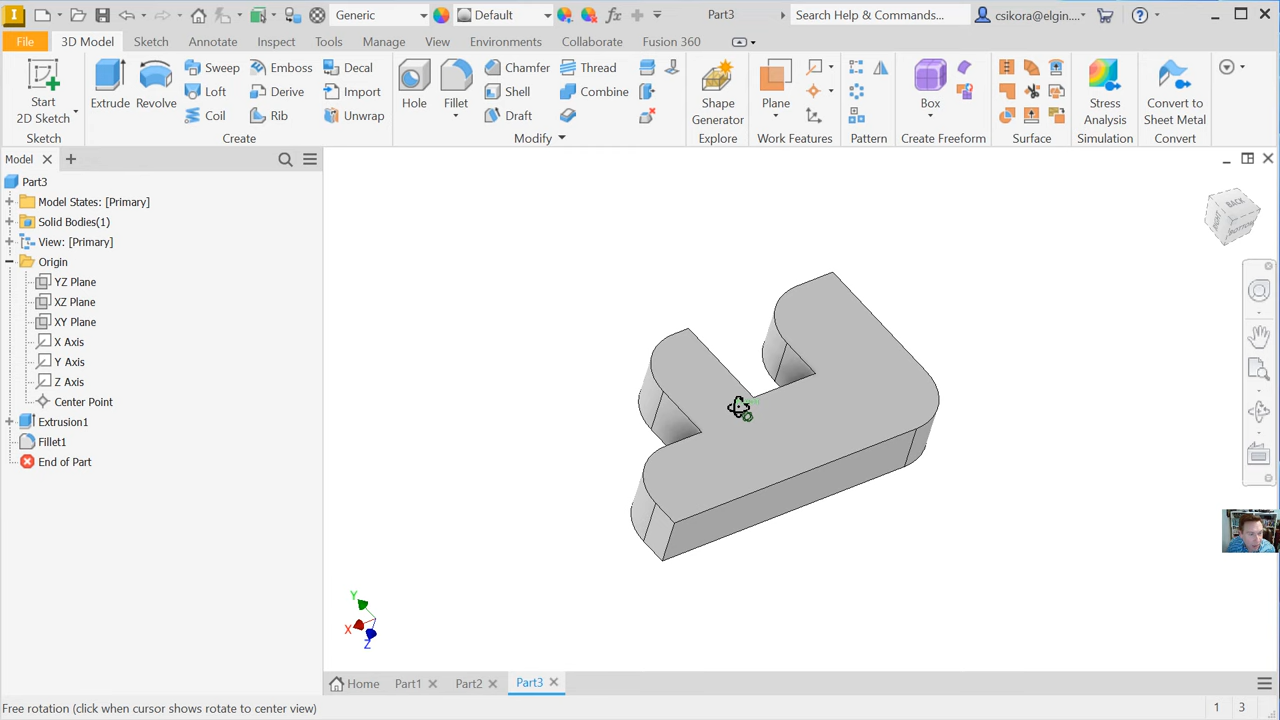 Generic
Default
Part3
Search Help & Commands...
csikora@elgin....
File
3D Model
Sketch
Annotate
Inspect
Tools
Manage
View
Environments
Collaborate
Fusion 360
Start
2D Sketch
Sketch
Extrude
Revolve
Sweep
Loft
Coil
Emboss
Derive
Rib
Decal
Import
Unwrap
Create
Hole
Fillet
Chamfer
Shell
Draft
Thread
Combine
Modify
Shape
Generator
Explore
Plane
Work Features
Pattern
Box
Create Freeform
Surface
Stress
Analysis
Simulation
Convert to
Sheet Metal
Convert
Model
Part3
Model States: [Primary]
Solid Bodies(1)
View: [Primary]
Origin
YZ Plane
XZ Plane
XY Plane
X Axis
Y Axis
Z Axis
Center Point
Extrusion1
Fillet1
End of Part
BACK
BOTTOM
Y
X
Z
Home
Part1
Part2
Part3
Free rotation (click when cursor shows rotate to center view)
1
3